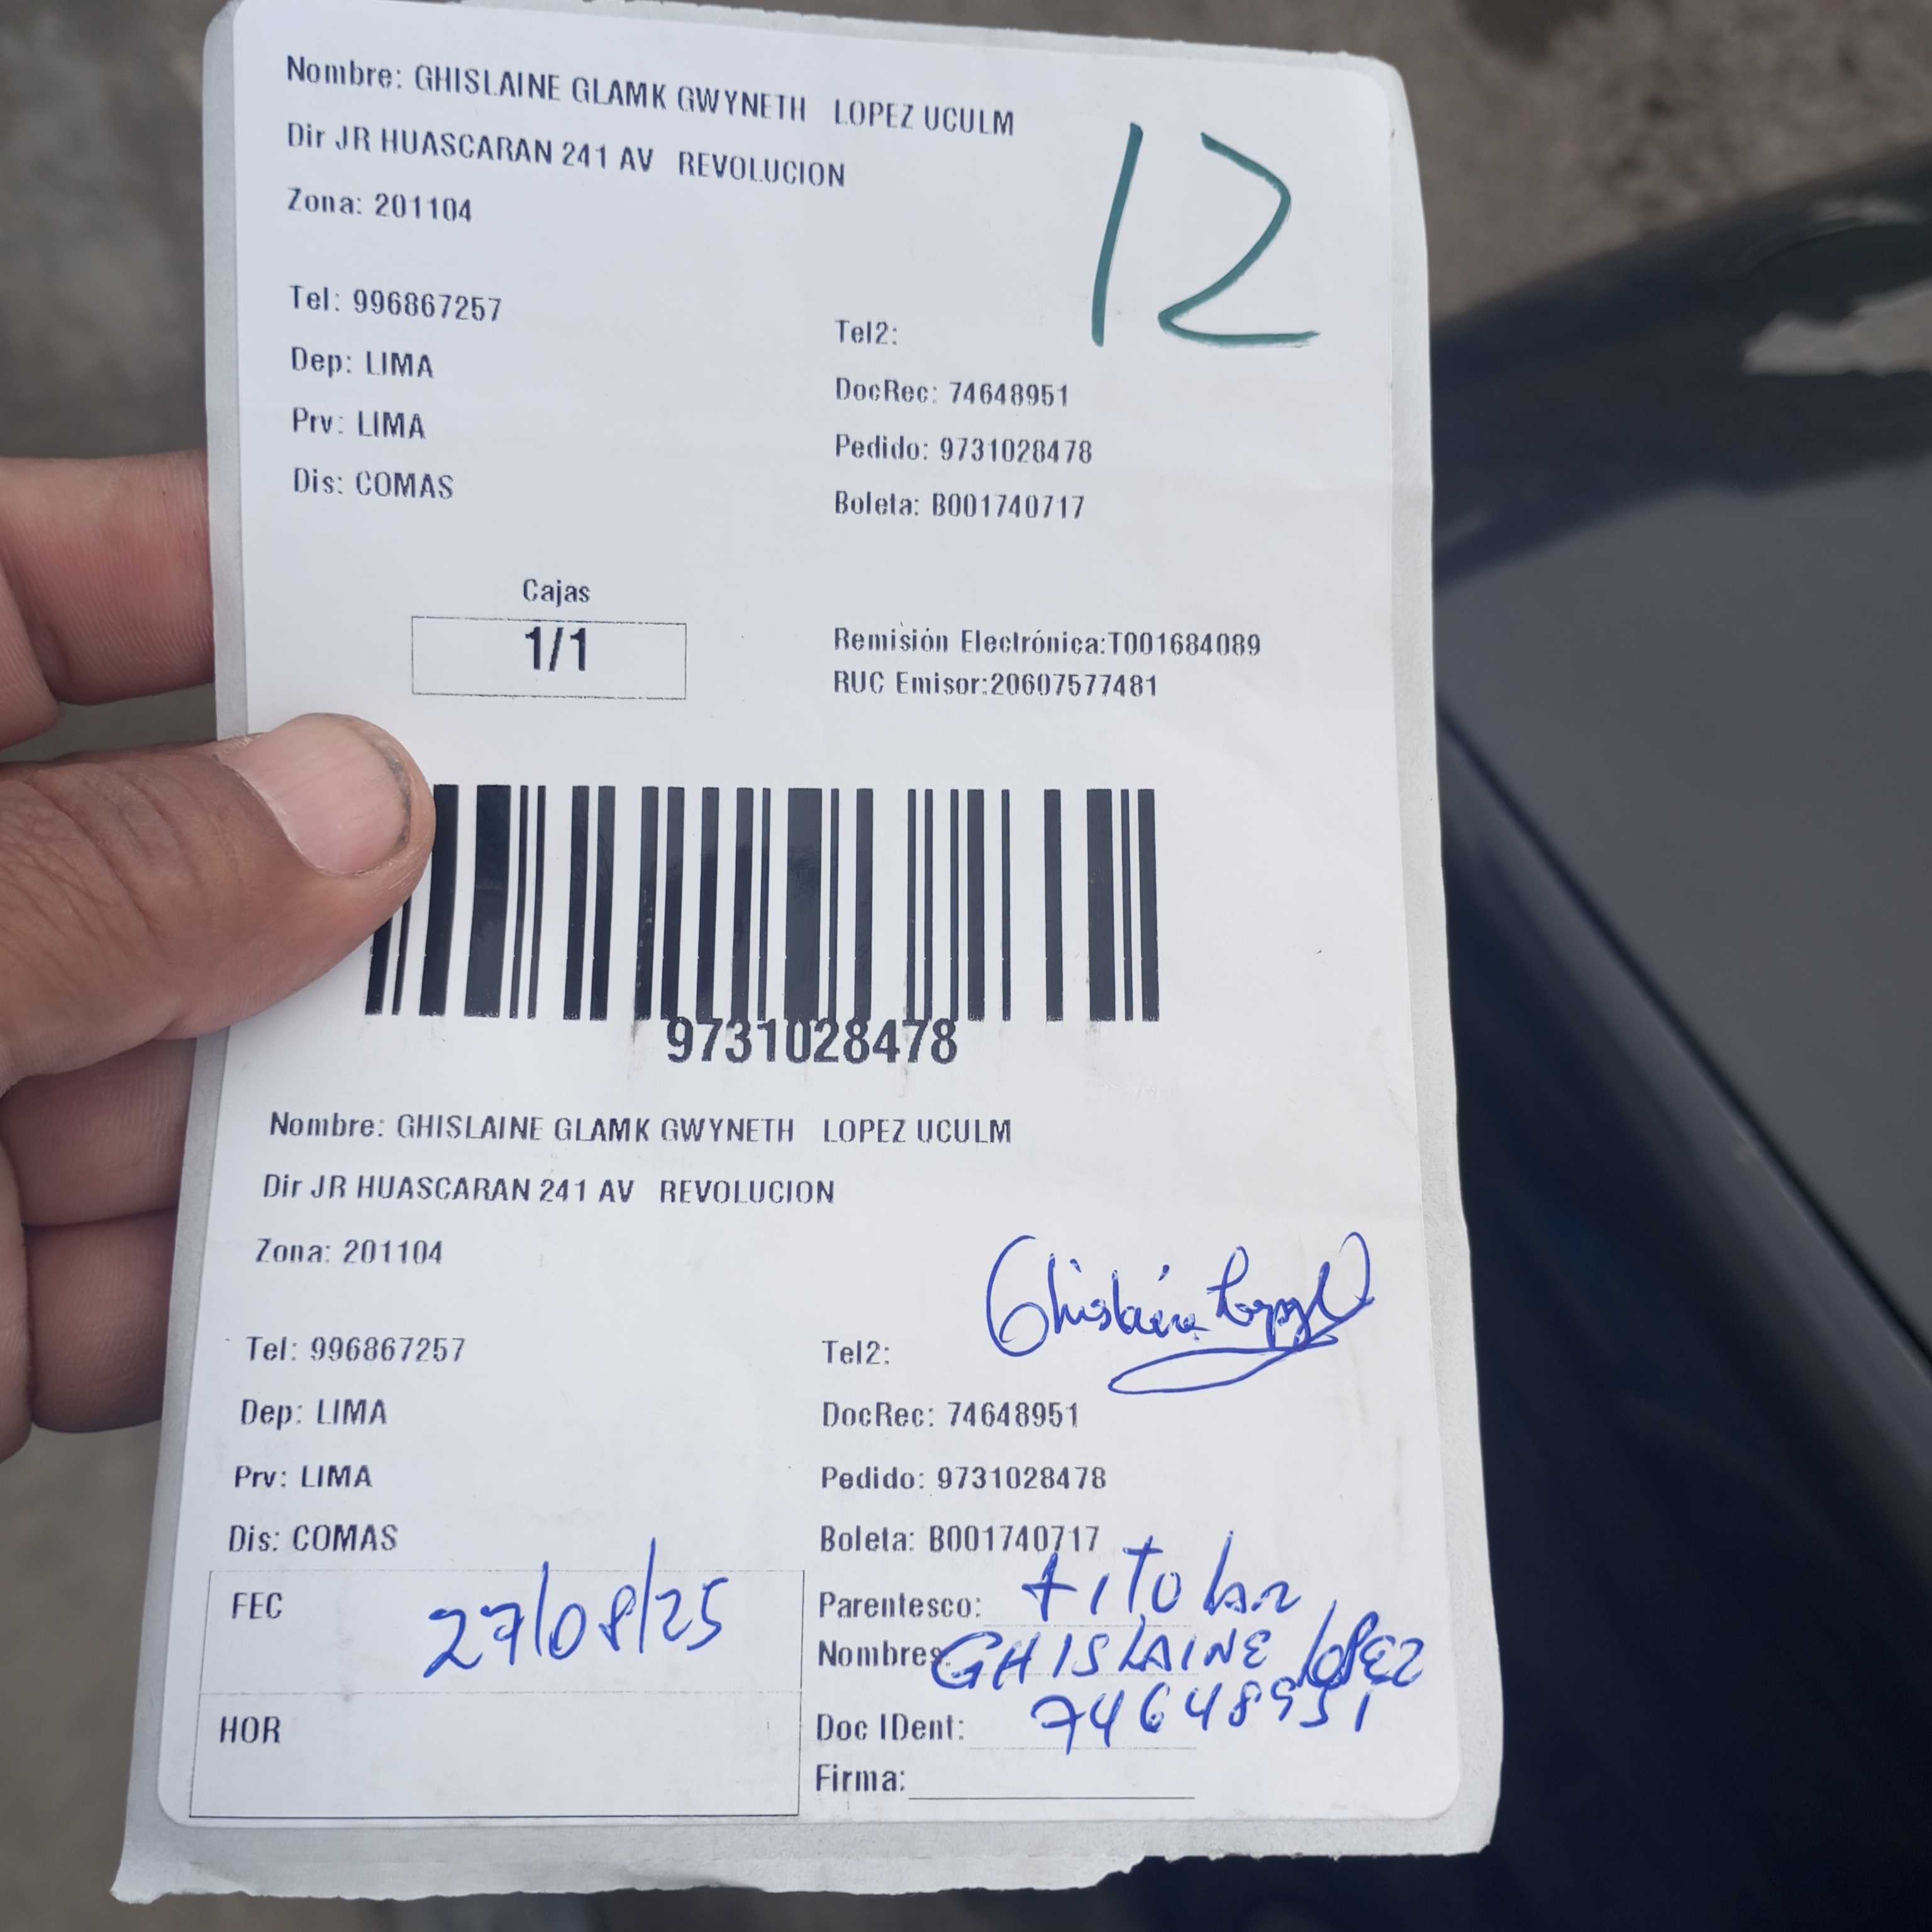 Nombre: GHISLAINE GLAMK GWYNETH LOPEZ UCULM
Dir JR HUASCARAN 241 AV REVOLUCION
Zona: 201104
12
Tel: 996867257
Tel2:
Dep: LIMA
DocRec: 74648951
Prv: LIMA
Pedido: 9731028478
Dis: COMAS
Boleta: B001740717
Cajas
1/1
Remisión Electrónica:T001684089
RUC Emisor:20607577481
9731028478
Nombre: GHISLAINE GLAMK GWYNETH LOPEZ UCULM
Dir JR HUASCARAN 241 AV REVOLUCION
Zona: 201104
Ghislaine Lopez U
Tel: 996867257
Tel2:
Dep: LIMA
DocRec: 74648951
Prv: LIMA
Pedido: 9731028478
Dis: COMAS
Boleta: B001740717
FEC 27/08/25
Parentesco: titular
Nombres: GHISLAINE LOPEZ
HOR
Doc IDent: 74648951
Firma: